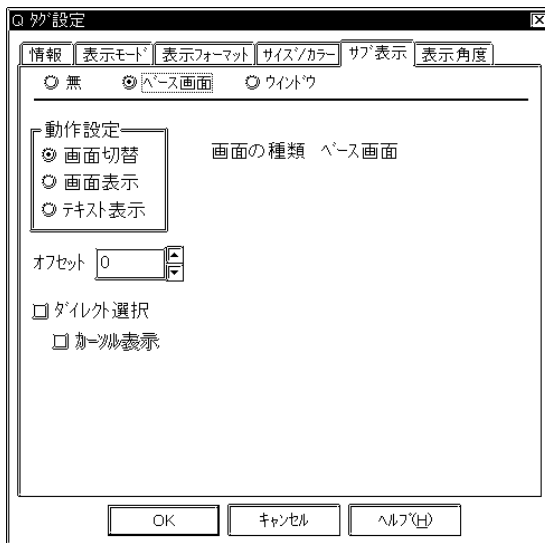 Q ﾀｸﾞ設定
情報 表示ﾓｰﾄﾞ 表示ﾌｫｰﾏｯﾄ ｻｲｽﾞ/ｶﾗｰ ｻﾌﾞ表示 表示角度
無 ﾍﾞｰｽ画面 ｳｲﾝﾄﾞｳ
動作設定
画面切替 画面の種類 ﾍﾞｰｽ画面
画面表示
ﾃｷｽﾄ表示
ｵﾌｾｯﾄ 0
ﾀﾞｲﾚｸﾄ選択
ｶｰｿﾙ表示
OK ｷｬﾝｾﾙ ﾍﾙﾌﾟ(H)